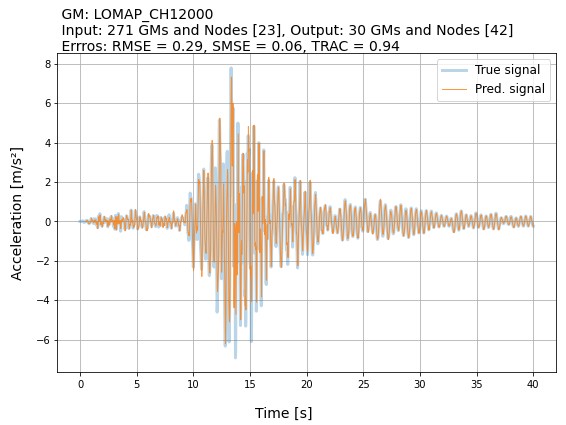 GM: LOMAP_CH12000
Input: 271 GMs and Nodes [23], Output: 30 GMs and Nodes [42]
Errros: RMSE = 0.29, SMSE = 0.06, TRAC = 0.94
True signal
Pred. signal
Acceleration [m/s²]
8
6
4
2
0
−2
−4
−6
0 5 10 15 20 25 30 35 40
Time [s]